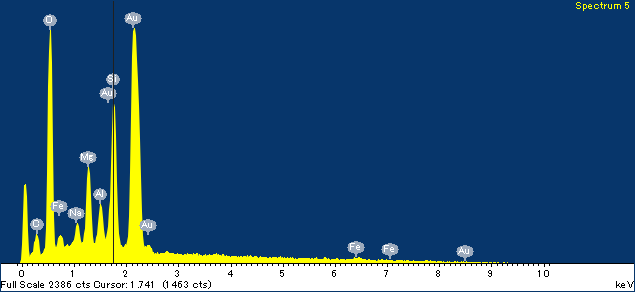 Spectrum 5
O
Au
Si
Au
Mg
Al
Fe
Na
C
Au
Fe
Fe
Au
0 1 2 3 4 5 6 7 8 9 10
Full Scale 2386 cts Cursor: 1.741 (1463 cts) keV